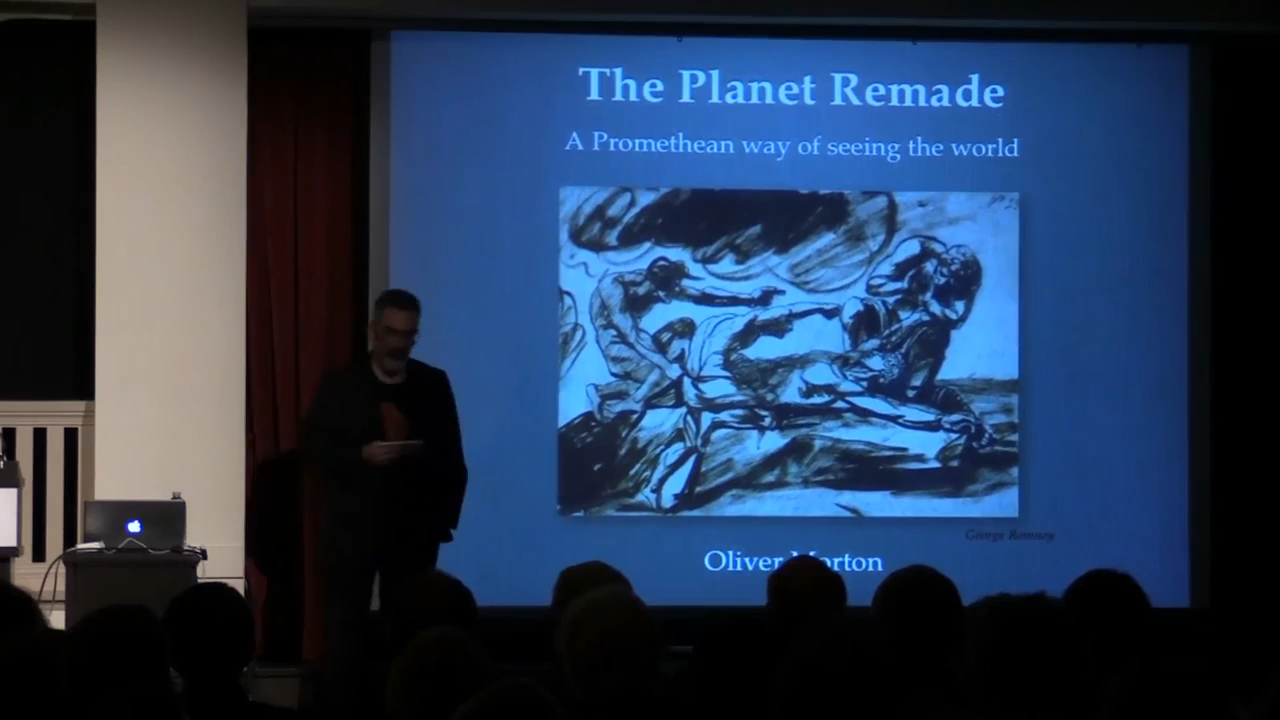 The Planet Remade
A Promethean way of seeing the world
George Romney
Oliver Morton